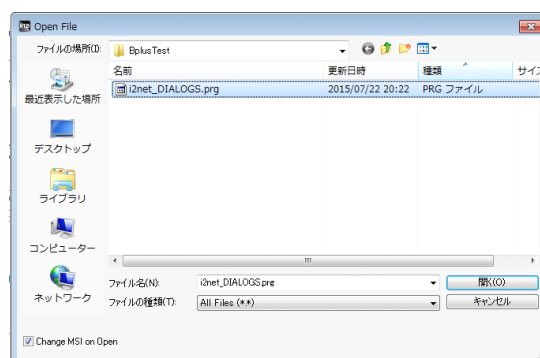 Open File
ファイルの場所(I):
BplusTest
名前
更新日時
種類
サイズ
i2net_DIALOGS.prg
2015/07/22 20:22
PRG ファイル
最近表示した場所
デスクトップ
ライブラリ
コンピューター
ネットワーク
ファイル名(N):
i2net_DIALOGS.prg
開く(O)
ファイルの種類(T):
All Files (*.*)
キャンセル
Change MSI on Open